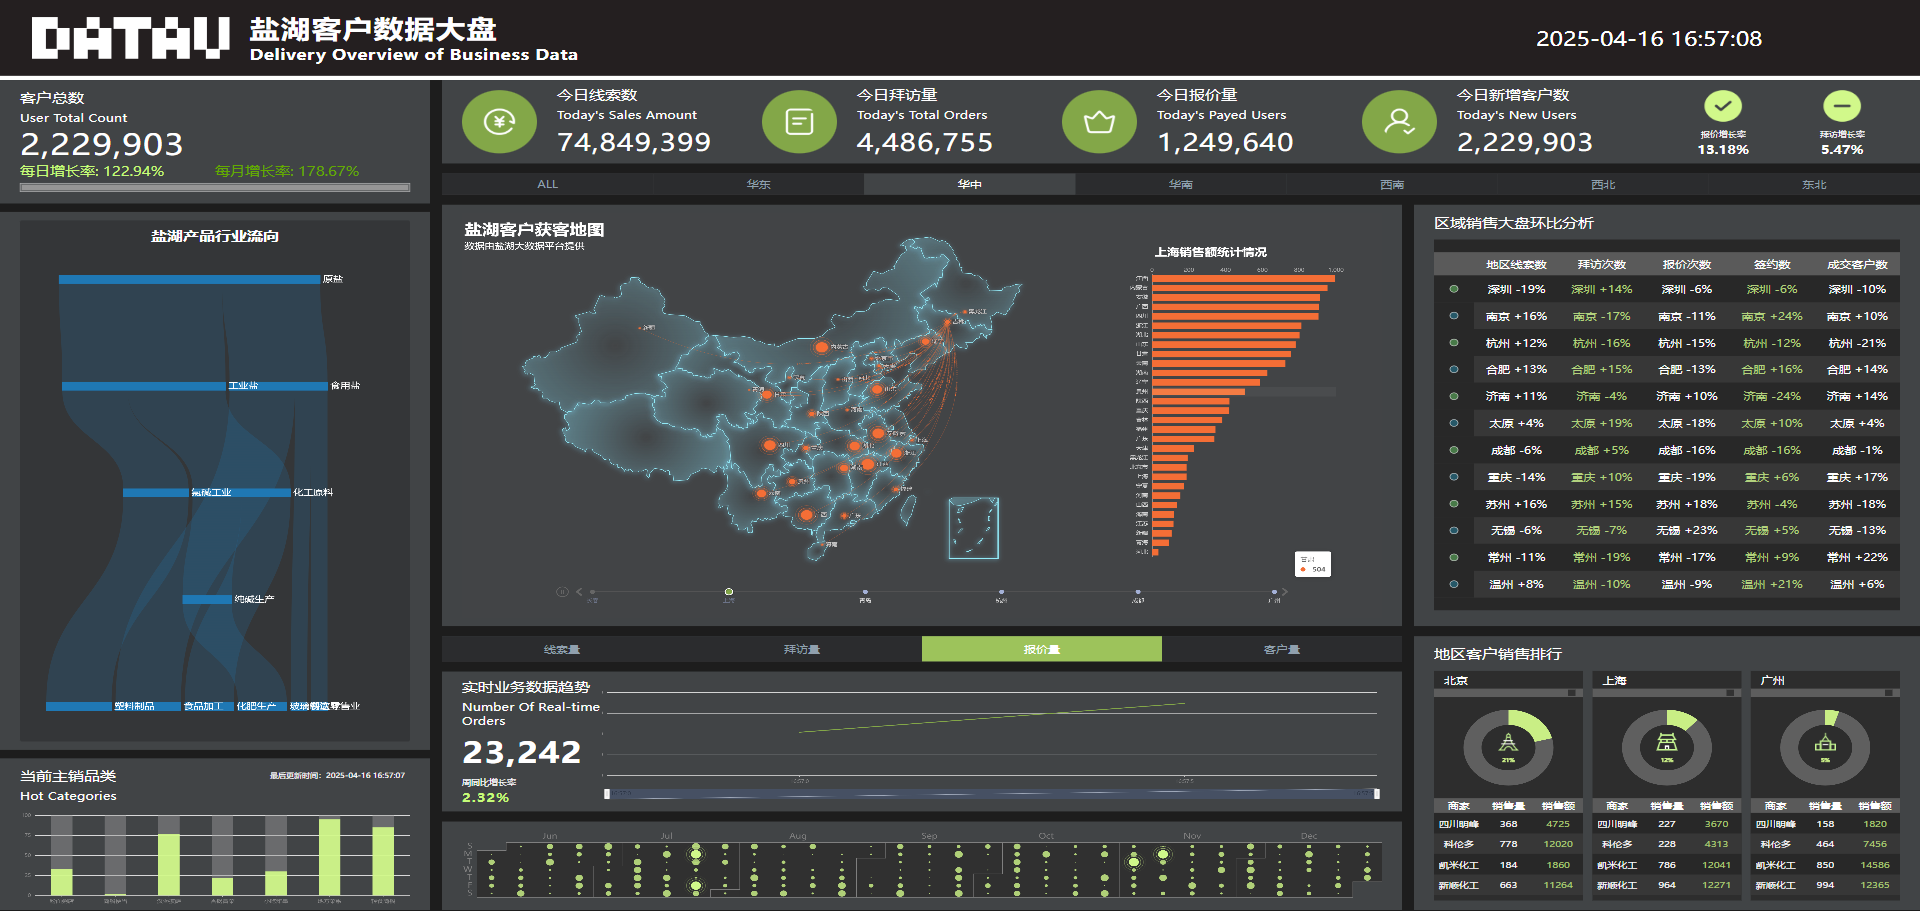 DATAV
盐湖客户数据大盘
Delivery Overview of Business Data
2025-04-16 16:57:08
客户总数
User Total Count
2,229,903
每日增长率: 122.94%
每月增长率: 178.67%
今日线索数
Today's Sales Amount
74,849,399
今日拜访量
Today's Total Orders
4,486,755
今日报价量
Today's Payed Users
1,249,640
今日新增客户数
Today's New Users
2,229,903
报价增长率
13.18%
拜访增长率
5.47%
ALL 华东 华中 华南 西南 西北 东北
盐湖产品行业流向
原盐
工业盐 食用盐
氯碱工业 化工原料
纯碱生产
塑料制品 食品加工 化肥生产
盐湖客户获客地图
数据由盐湖大数据平台提供
上海销售额统计情况
0 200 400 600 800 1,000
504
上海 青岛 杭州 成都 广州
区域销售大盘环比分析
地区线索数 拜访次数 报价次数 签约数 成交客户数
深圳 -19% 深圳 +14% 深圳 -6% 深圳 -6% 深圳 -10%
南京 +16% 南京 -17% 南京 -11% 南京 +24% 南京 +10%
杭州 +12% 杭州 -16% 杭州 -15% 杭州 -12% 杭州 -21%
合肥 +13% 合肥 +15% 合肥 -13% 合肥 +16% 合肥 +14%
济南 +11% 济南 -4% 济南 +10% 济南 -24% 济南 +14%
太原 +4% 太原 +19% 太原 -18% 太原 +10% 太原 +4%
成都 -6% 成都 +5% 成都 -16% 成都 -16% 成都 -1%
重庆 -14% 重庆 +10% 重庆 -19% 重庆 +6% 重庆 +17%
苏州 +16% 苏州 +15% 苏州 +18% 苏州 -4% 苏州 -18%
无锡 -6% 无锡 -7% 无锡 +23% 无锡 +5% 无锡 -13%
常州 -11% 常州 -19% 常州 -17% 常州 +9% 常州 +22%
温州 +8% 温州 -10% 温州 -9% 温州 +21% 温州 +6%
线索量 拜访量 报价量 客户量
实时业务数据趋势
Number Of Real-time
Orders
23,242
周同比增长率
2.32%
当前主销品类
最后更新时间: 2025-04-16 16:57:07
Hot Categories
100
75
50
25
0
Jun Jul Aug Sep Oct Nov Dec
S
M
T
W
T
F
S
地区客户销售排行
北京
21%
商家 销售量 销售额
四川明峰 368 4725
科伦多 778 12020
凯米化工 184 1860
新顺化工 663 11264
上海
12%
商家 销售量 销售额
四川明峰 227 3670
科伦多 228 4313
凯米化工 786 12041
新顺化工 964 12271
广州
5%
商家 销售量 销售额
四川明峰 158 1820
科伦多 464 7456
凯米化工 850 14586
新顺化工 994 12365